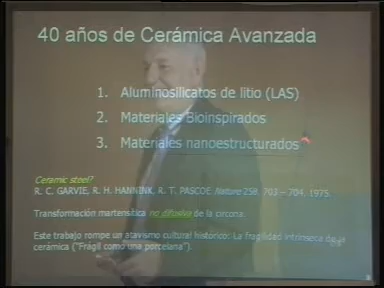 40 años de Cerámica Avanzada
1. Aluminosilicatos de litio (LAS)
2. Materiales Bioinspirados
3. Materiales nanoestructurados
Ceramic steel?
R. C. GARVIE, R. H. HANNINK, R. T. PASCOE Nature 258, 703 – 704, 1975.
Transformación martensítica no difusiva de la circona.
Este trabajo rompe un atavismo cultural histórico: La fragilidad intrínseca de la
cerámica ("Frágil como una porcelana").